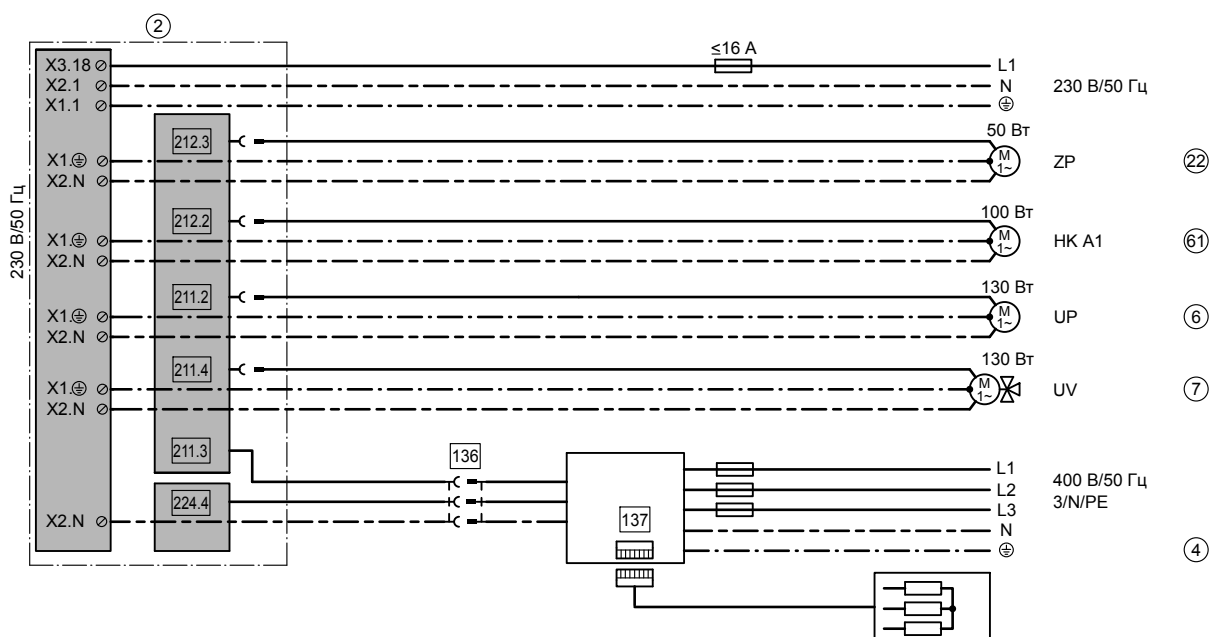 2
≤16 A
X3.18 L1
X2.1 N 230 В/50 Гц
X1.1
50 Вт
212.3
X1. M 1~ ZP 22
X2.N
100 Вт
212.2
X1. M 1~ HK A1 61
X2.N
230 В/50 Гц
130 Вт
211.2
X1. M 1~ UP 6
X2.N
130 Вт
211.4
X1. M 1~ UV 7
X2.N
211.3 136 L1 400 В/50 Гц
L2 3/N/PE
224.4 L3
X2.N 137 N
4